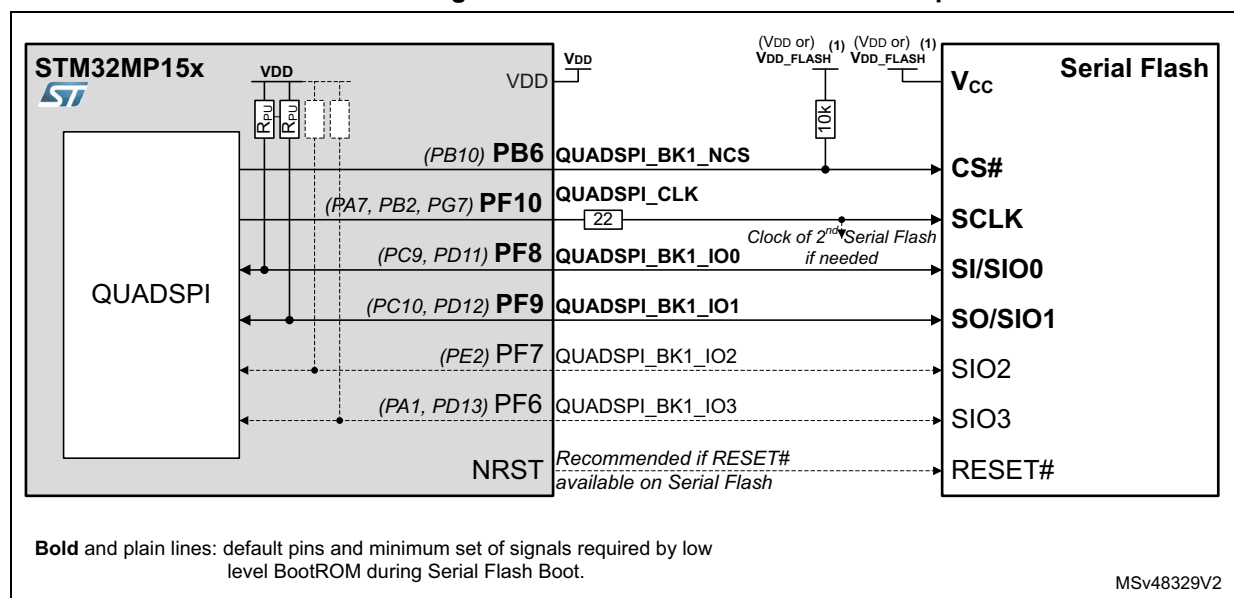 STM32MP15x
VDD
VDD
VDD
(VDD or) (1)
VDD_FLASH
(VDD or) (1)
VDD_FLASH
Serial Flash
VCC
RPU
RPU
10k
(PB10) PB6
QUADSPI_BK1_NCS
CS#
(PA7, PB2, PG7) PF10
QUADSPI_CLK
22
SCLK
Clock of 2nd Serial Flash
if needed
(PC9, PD11) PF8
QUADSPI_BK1_IO0
SI/SIO0
QUADSPI
(PC10, PD12) PF9
QUADSPI_BK1_IO1
SO/SIO1
(PE2) PF7
QUADSPI_BK1_IO2
SIO2
(PA1, PD13) PF6
QUADSPI_BK1_IO3
SIO3
NRST
Recommended if RESET#
available on Serial Flash
RESET#
Bold and plain lines: default pins and minimum set of signals required by low
level BootROM during Serial Flash Boot.
MSv48329V2